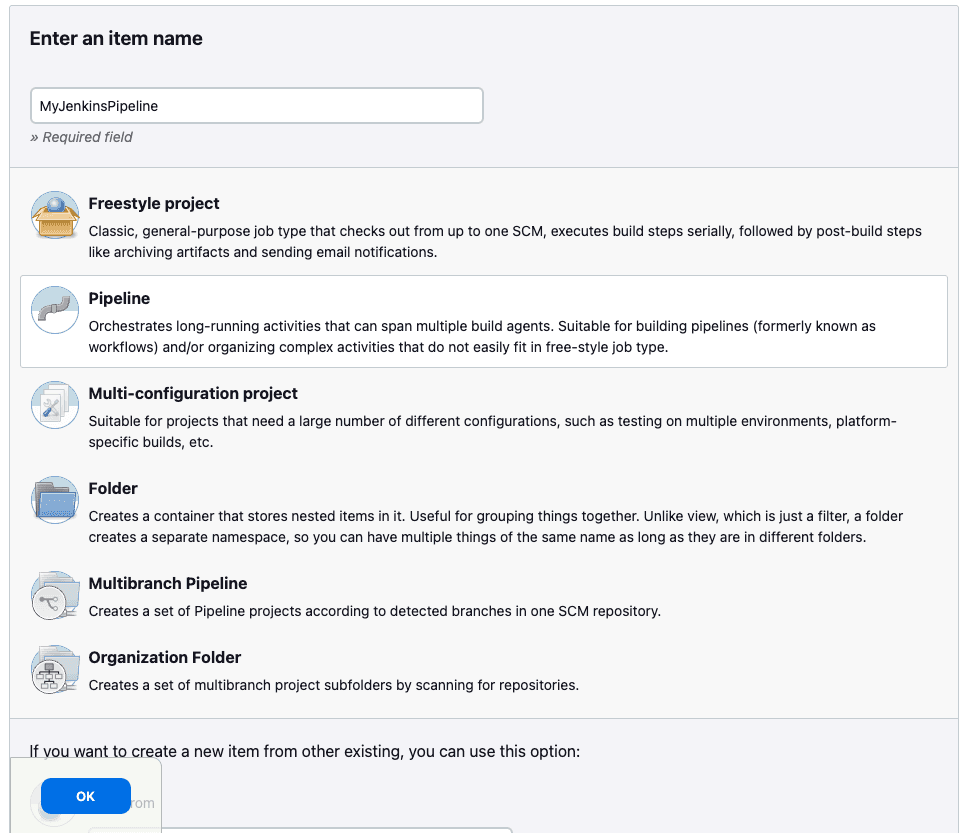 Enter an item name
MyJenkinsPipeline
» Required field
Freestyle project
Classic, general-purpose job type that checks out from up to one SCM, executes build steps serially, followed by post-build steps
like archiving artifacts and sending email notifications.
Pipeline
Orchestrates long-running activities that can span multiple build agents. Suitable for building pipelines (formerly known as
workflows) and/or organizing complex activities that do not easily fit in free-style job type.
Multi-configuration project
Suitable for projects that need a large number of different configurations, such as testing on multiple environments, platform-
specific builds, etc.
Folder
Creates a container that stores nested items in it. Useful for grouping things together. Unlike view, which is just a filter, a folder
creates a separate namespace, so you can have multiple things of the same name as long as they are in different folders.
Multibranch Pipeline
Creates a set of Pipeline projects according to detected branches in one SCM repository.
Organization Folder
Creates a set of multibranch project subfolders by scanning for repositories.
If you want to create a new item from other existing, you can use this option:
OK